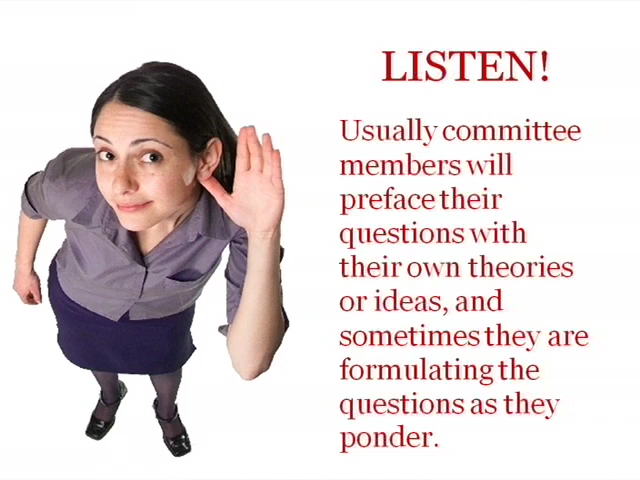 LISTEN!
Usually committee
members will
preface their
questions with
their own theories
or ideas, and
sometimes they are
formulating the
questions as they
ponder.